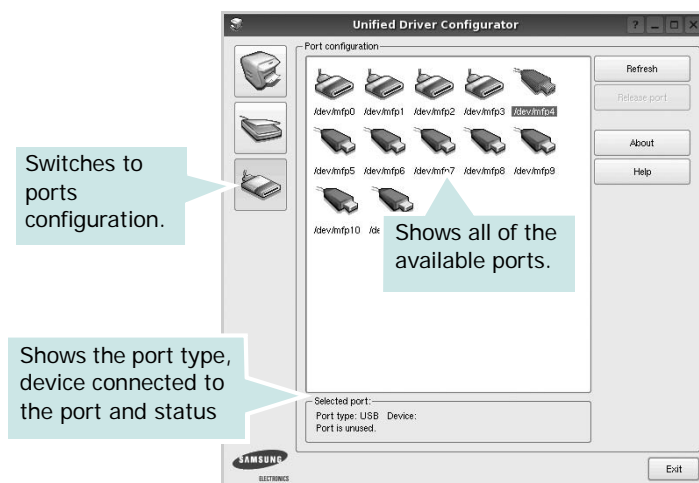 Unified Driver Configurator
Port configuration
/dev/mfp0 /dev/mfp1 /dev/mfp2 /dev/mfp3 /dev/mfp4
/dev/mfp5 /dev/mfp6 /dev/mfp7 /dev/mfp8 /dev/mfp9
/dev/mfp10 /de
Refresh
Release port
About
Help
Switches to
ports
configuration.
Shows all of the
available ports.
Shows the port type,
device connected to
the port and status
Selected port:
Port type: USB Device:
Port is unused.
SAMSUNG
ELECTRONICS
Exit